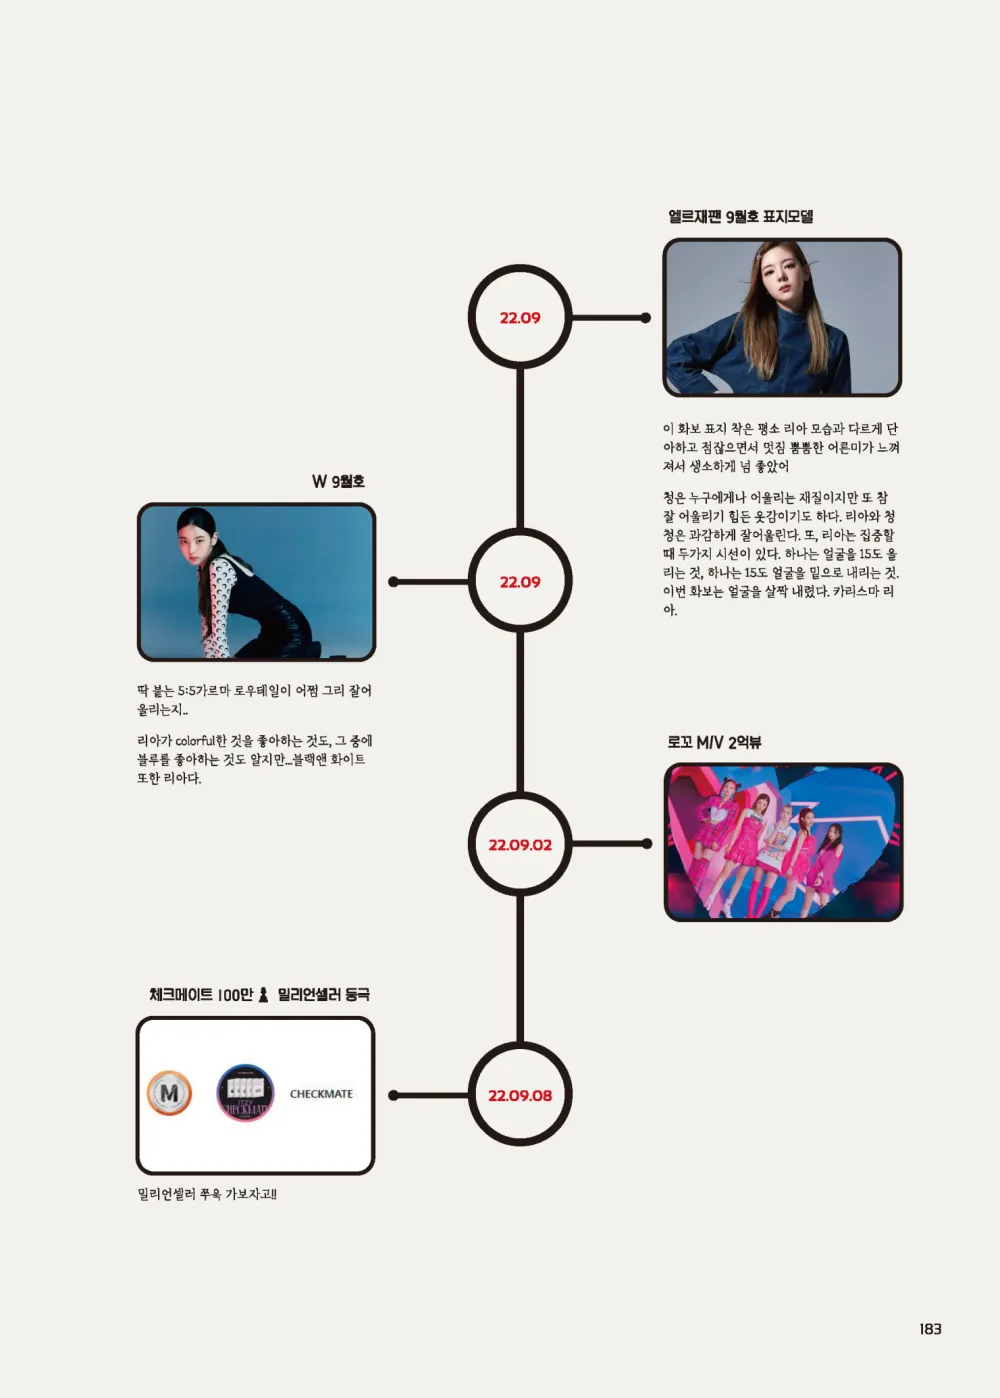 엘르재팬 9월호 표지모델
22.09
이 화보 표지 착은 평소 리아 모습과 다르게 단
아하고 점잖으면서 멋짐 뿜뿜한 어른미가 느껴
져서 생소하게 넘 좋았어
청은 누구에게나 어울리는 재질이지만 또 참
잘 어울리기 힘든 옷감이기도 하다. 리아와 청
청은 과감하게 잘어울린다. 또, 리아는 집중할
때 두가지 시선이 있다. 하나는 얼굴을 15도 올
리는 것, 하나는 15도 얼굴을 밑으로 내리는 것.
이번 화보는 얼굴을 살짝 내렸다. 카리스마 리
아.
W 9월호
22.09
딱 붙는 5:5가르마 로우테일이 어쩜 그리 잘어
울리는지..
리아가 colorful한 것을 좋아하는 것도, 그 중에
블루를 좋아하는 것도 알지만...블랙앤 화이트
또한 리아다.
로꼬 M/V 2억뷰
22.09.02
체크메이트 100만 밀리언셀러 등극
M
ITZY
CHECKMATE
CHECKMATE
22.09.08
밀리언셀러 쭈욱 가보자고!!
183